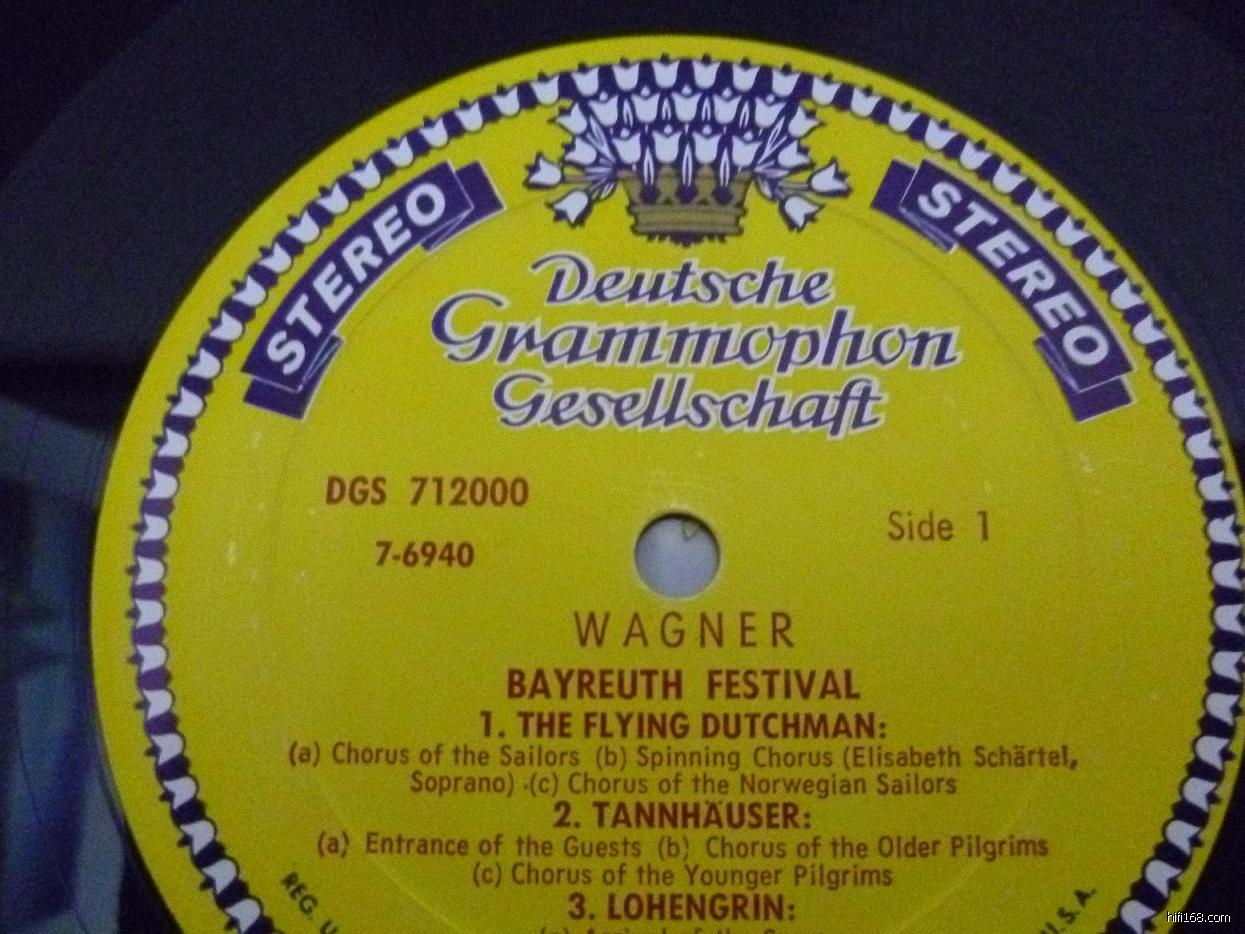 STEREO
STEREO
Deutsche
Grammophon
Gesellschaft
DGS 712000
7-6940
Side 1
WAGNER
BAYREUTH FESTIVAL
1. THE FLYING DUTCHMAN:
(a) Chorus of the Sailors (b) Spinning Chorus (Elisabeth Schärtel,
Soprano) (c) Chorus of the Norwegian Sailors
2. TANNHÄUSER:
(a) Entrance of the Guests (b) Chorus of the Older Pilgrims
(c) Chorus of the Younger Pilgrims
3. LOHENGRIN:
REG. U
U.S.A.
hifi168.com